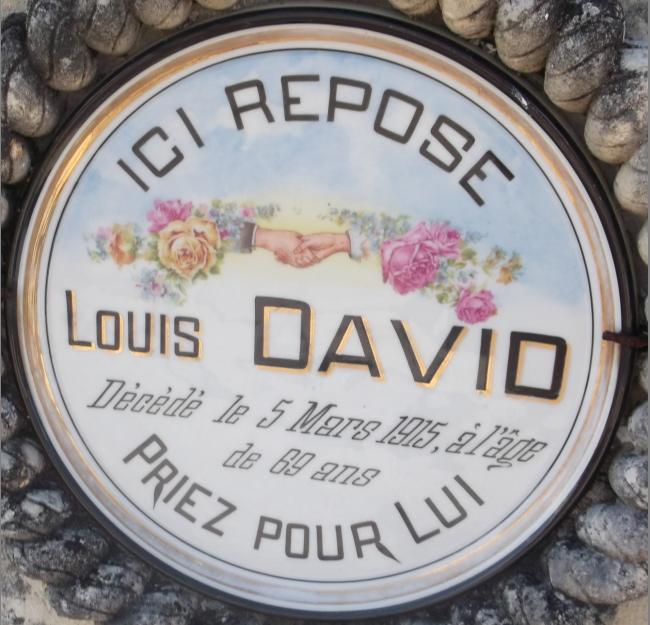 ICI REPOSE
LOUIS DAVID
Décédé le 5 Mars 1915, à l'âge
de 69 ans
PRIEZ POUR LUI